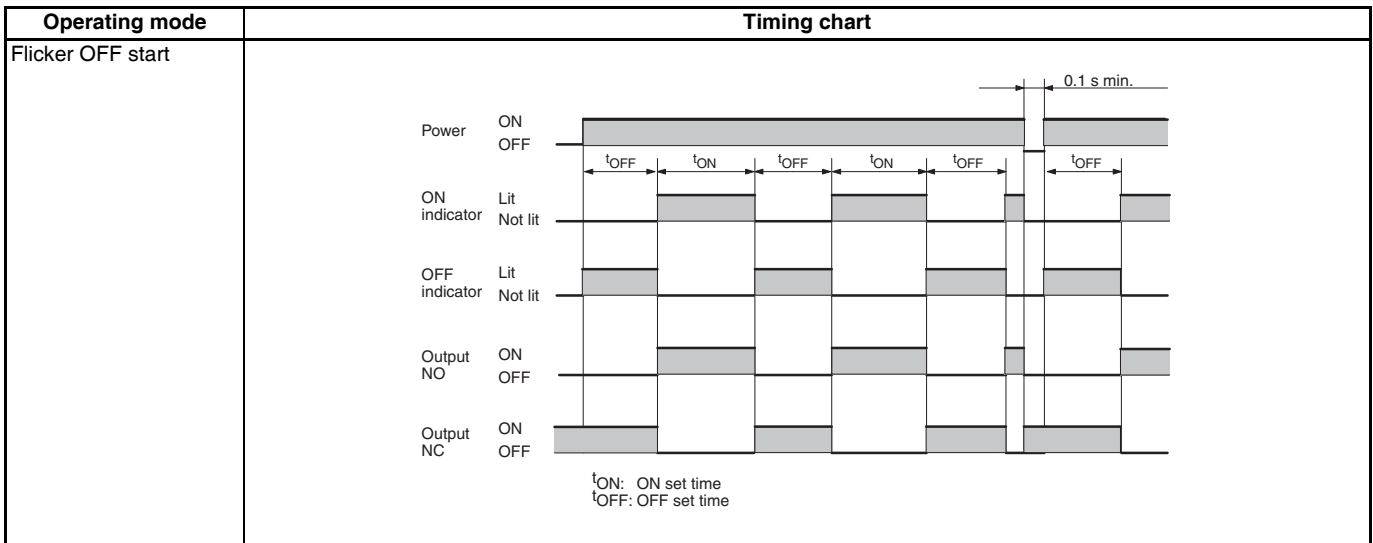 Operating mode Timing chart
Flicker OFF start
0.1 s min.
Power ON
OFF
tOFF tON tOFF tON tOFF tOFF
ON indicator Lit
Not lit
OFF indicator Lit
Not lit
Output NO ON
OFF
Output NC ON
OFF
tON: ON set time
tOFF: OFF set time